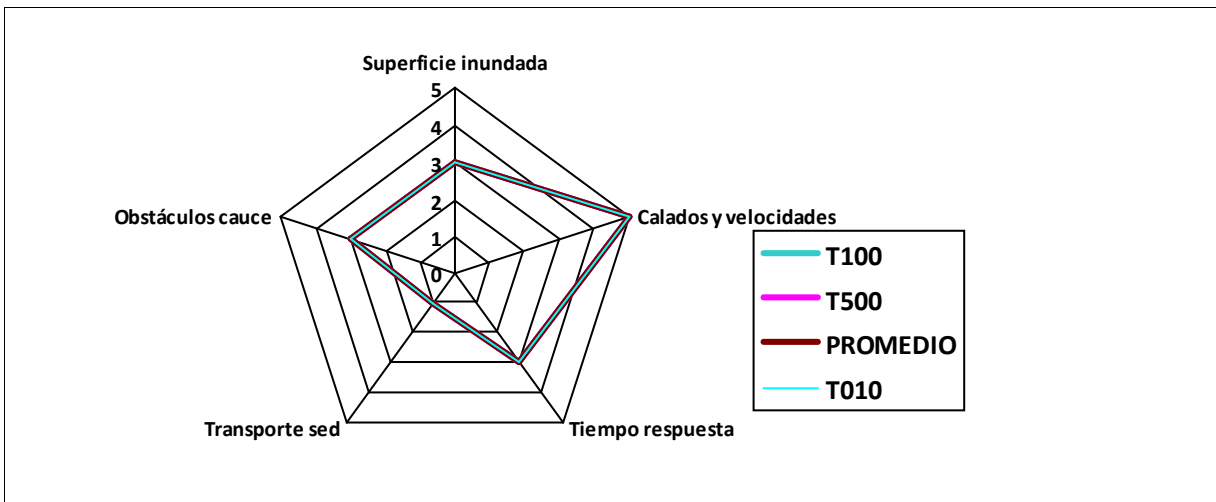 Superficie inundada
5
4
3
2
1
0
Obstáculos cauce
Calados y velocidades
Transporte sed
Tiempo respuesta
T100
T500
PROMEDIO
T010